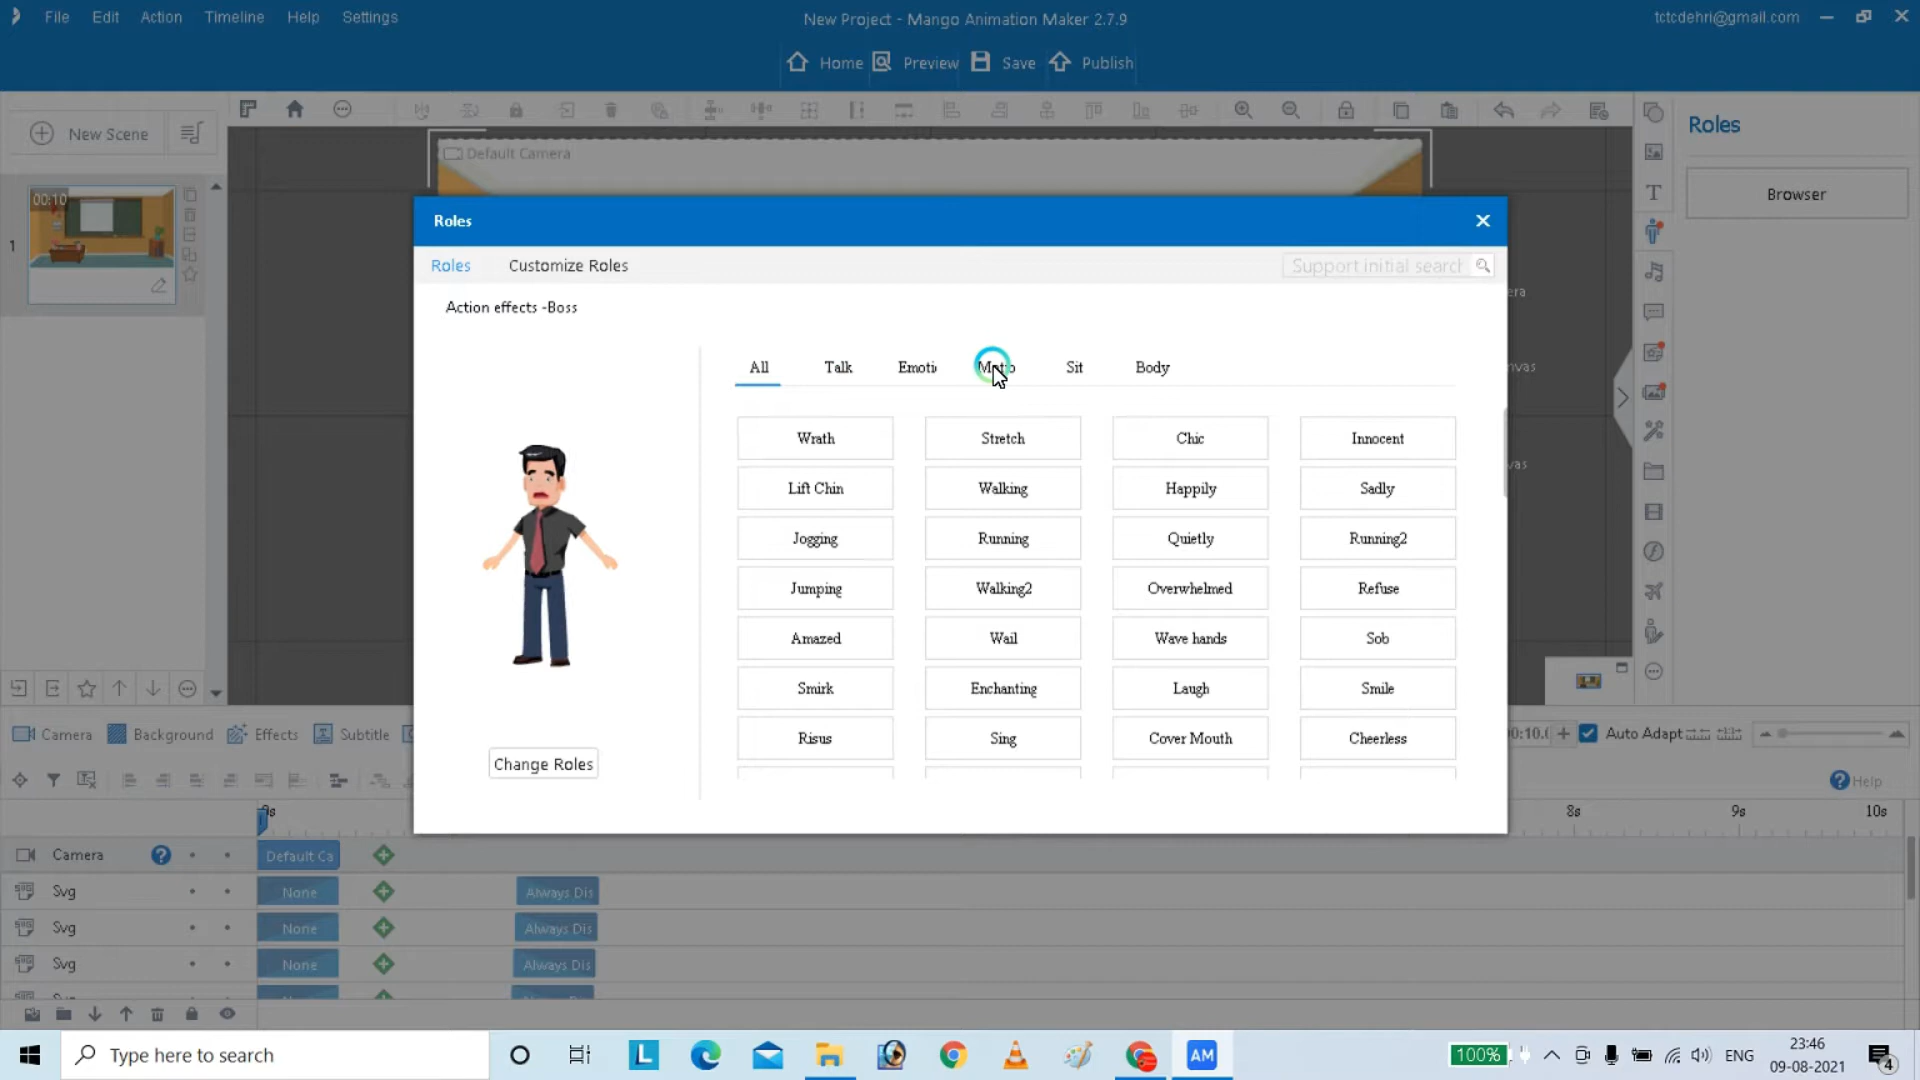 File Edit Action Timeline Help Settings
New Project - Mango Animation Maker 2.7.9
tctcdehri@gmail.com
Home Preview Save Publish
New Scene
Default Camera
Roles
Browser
00:10
1
Roles
Roles Customize Roles
Support initial search
Action effects -Boss
All Talk Emoti Motio Sit Body
Wrath Stretch Chic Innocent
Lift Chin Walking Happily Sadly
Jogging Running Quietly Running2
Jumping Walking2 Overwhelmed Refuse
Amazed Wail Wave hands Sob
Smirk Enchanting Laugh Smile
Risus Sing Cover Mouth Cheerless
Change Roles
Camera Background Effects Subtitle
Auto Adapt
Help
8s 9s 10s
Camera Default Ca
Svg None Always Dis
Svg None Always Dis
Svg None Always Dis
Type here to search
L
AM
100%
ENG
23:46
09-08-2021
4